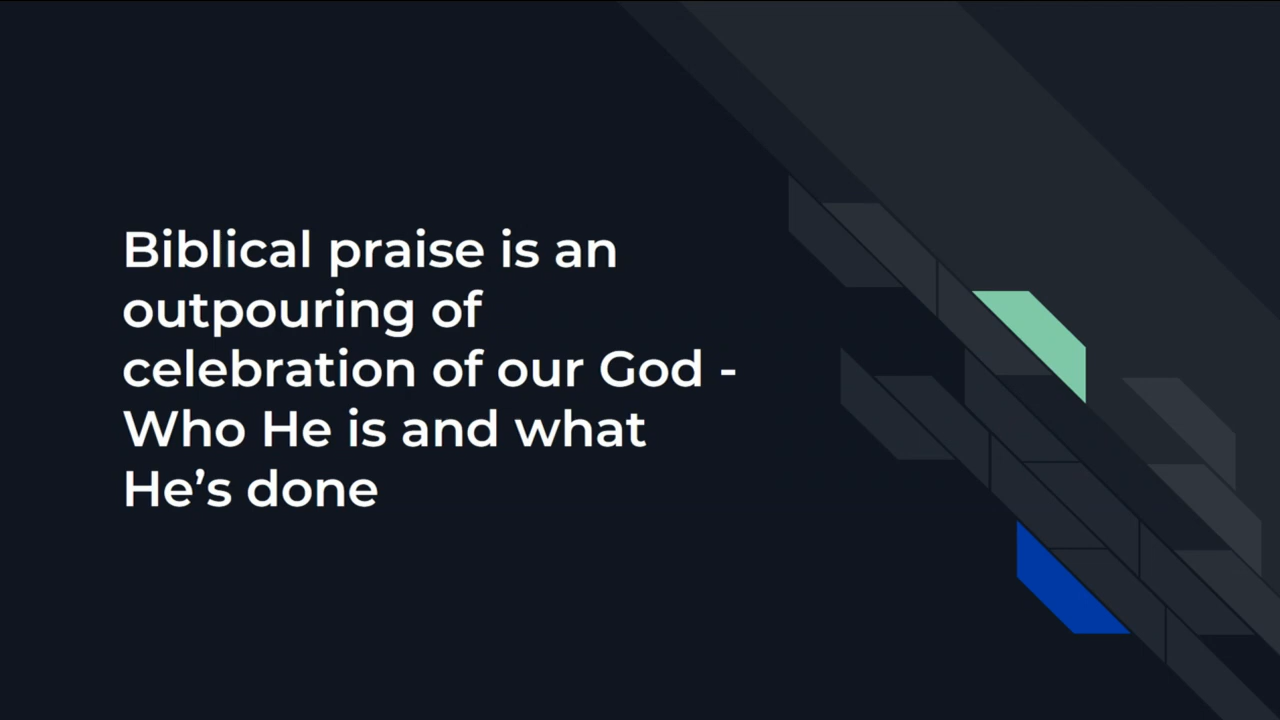 Biblical praise is an
outpouring of
celebration of our God -
Who He is and what
He’s done